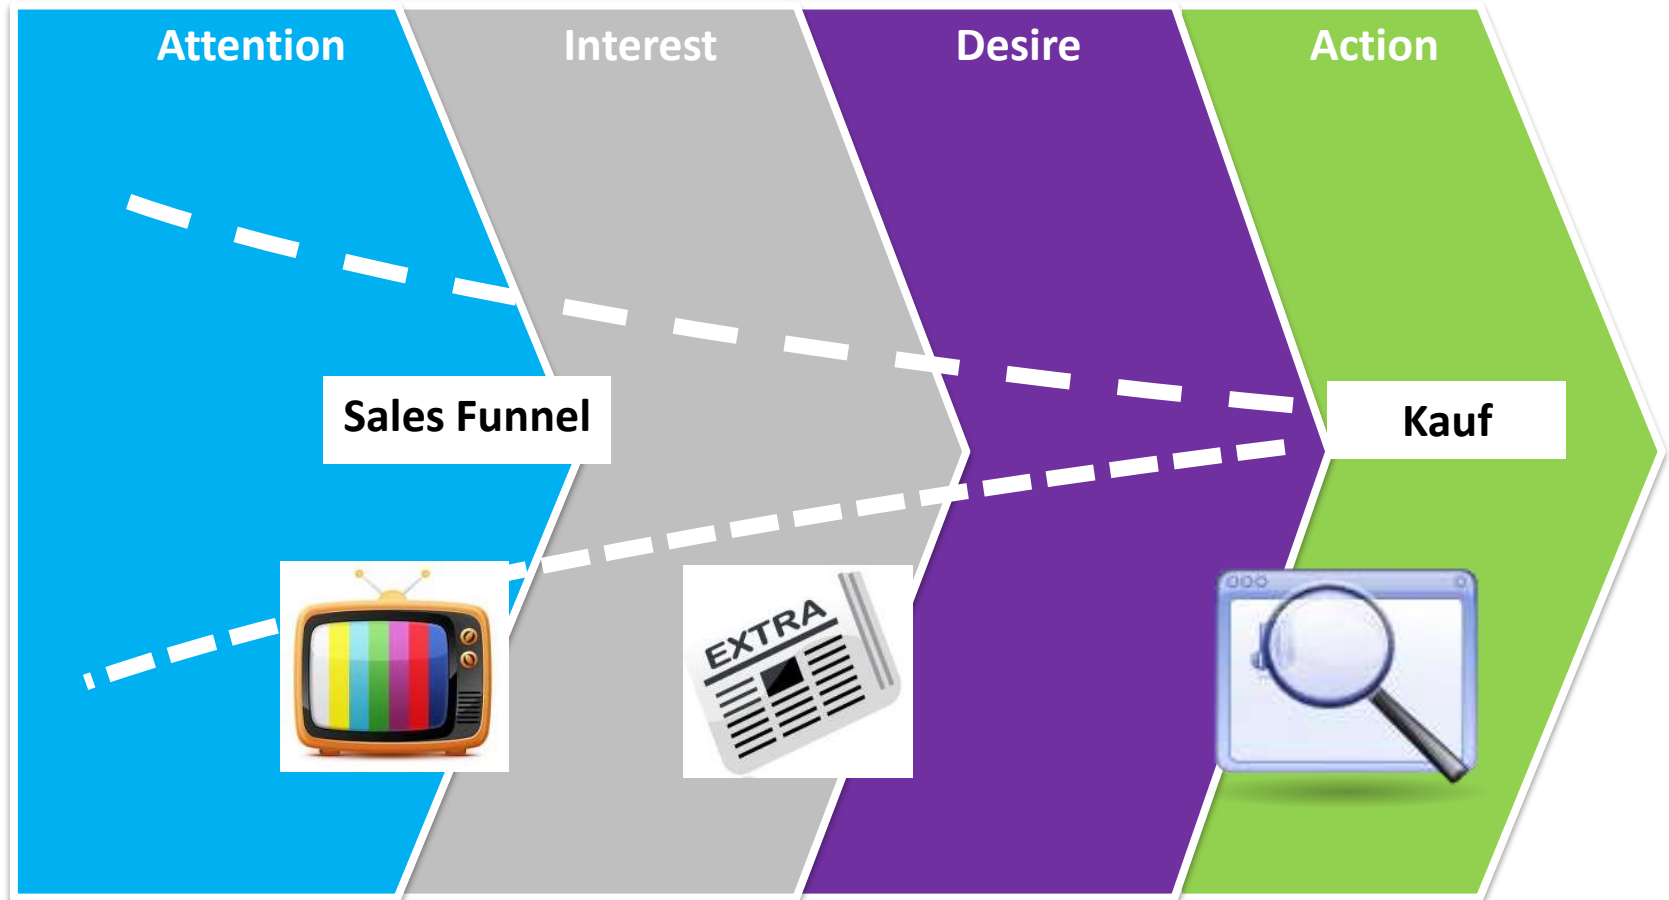 Attention
Interest
Desire
Action
Sales Funnel
Kauf
EXTRA